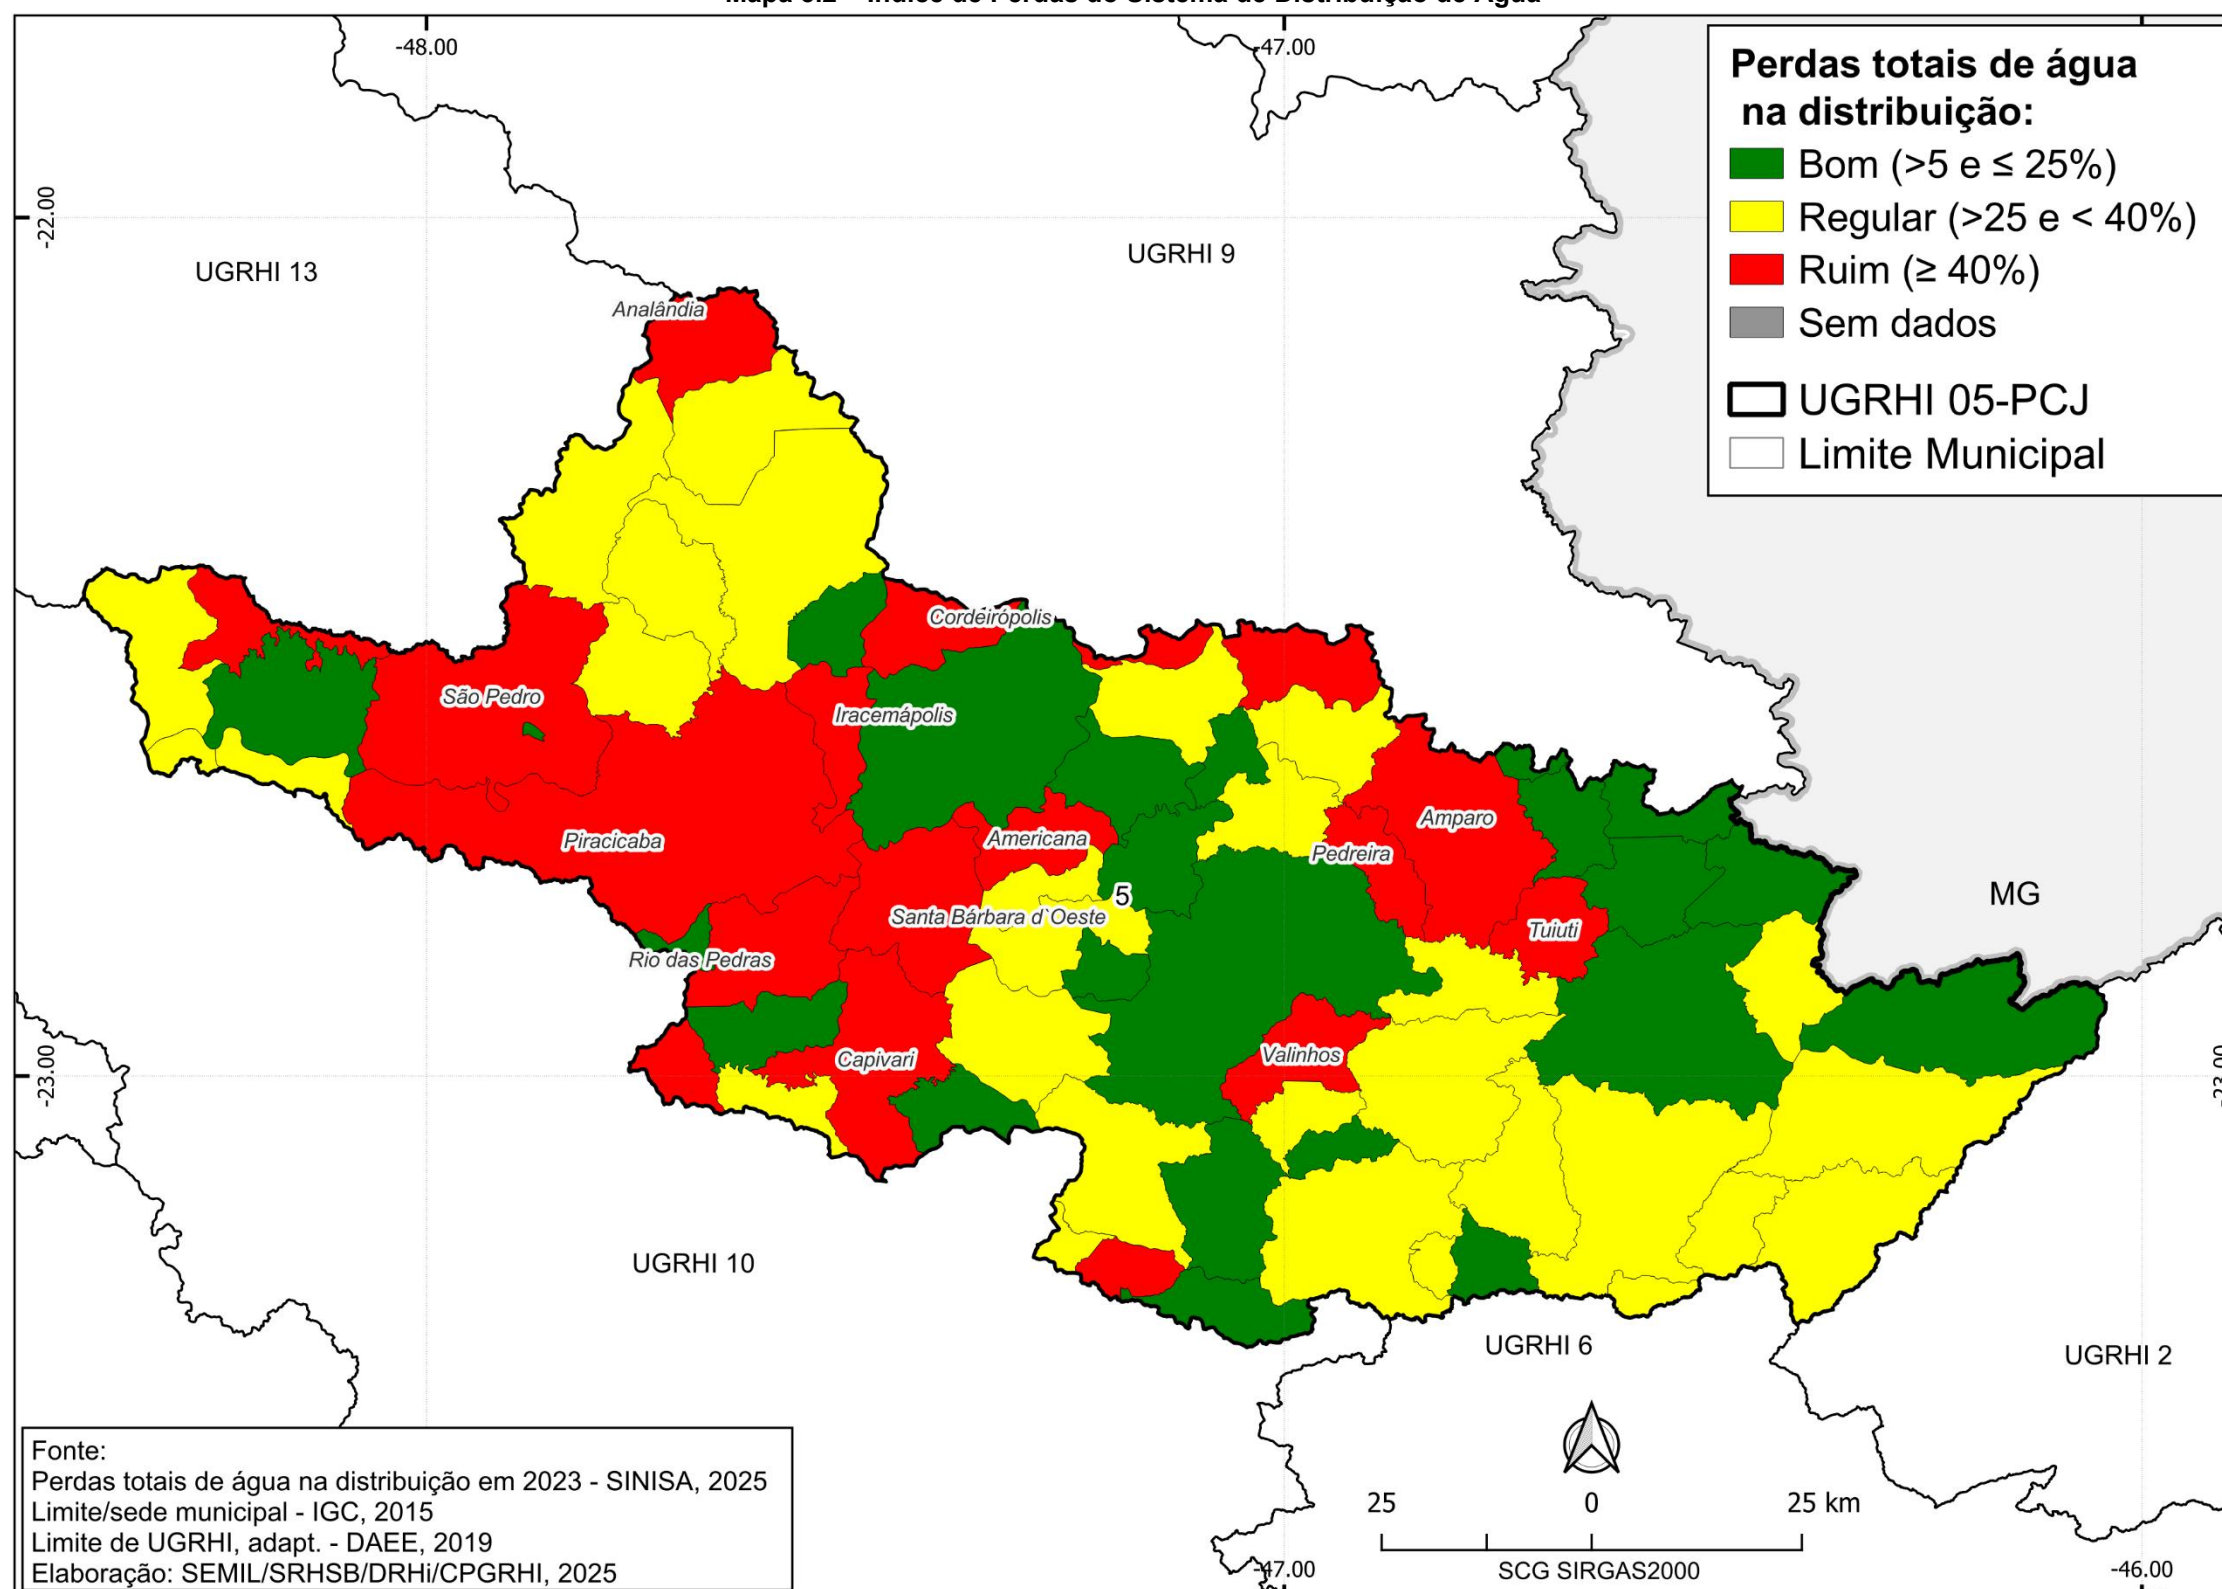 -48.00
-47.00
Perdas totais de água
na distribuição:
Bom (>5 e ≤ 25%)
Regular (>25 e < 40%)
Ruim (≥ 40%)
Sem dados
UGRHI 05-PCJ
Limite Municipal
-22.00
UGRHI 13
UGRHI 9
Analândia
Cordeirópolis
São Pedro
Iracemápolis
Piracicaba
Americana
Amparo
Pedreira
5
MG
Santa Bárbara d`Oeste
Tuiuti
Rio das Pedras
Capivari
Valinhos
-23.00
-23.00
UGRHI 10
UGRHI 6
UGRHI 2
Fonte:
Perdas totais de água na distribuição em 2023 - SINISA, 2025
Limite/sede municipal - IGC, 2015
Limite de UGRHI, adapt. - DAEE, 2019
Elaboração: SEMIL/SRHSB/DRHi/CPGRHI, 2025
25 0 25 km
SCG SIRGAS2000
-47.00
-46.00